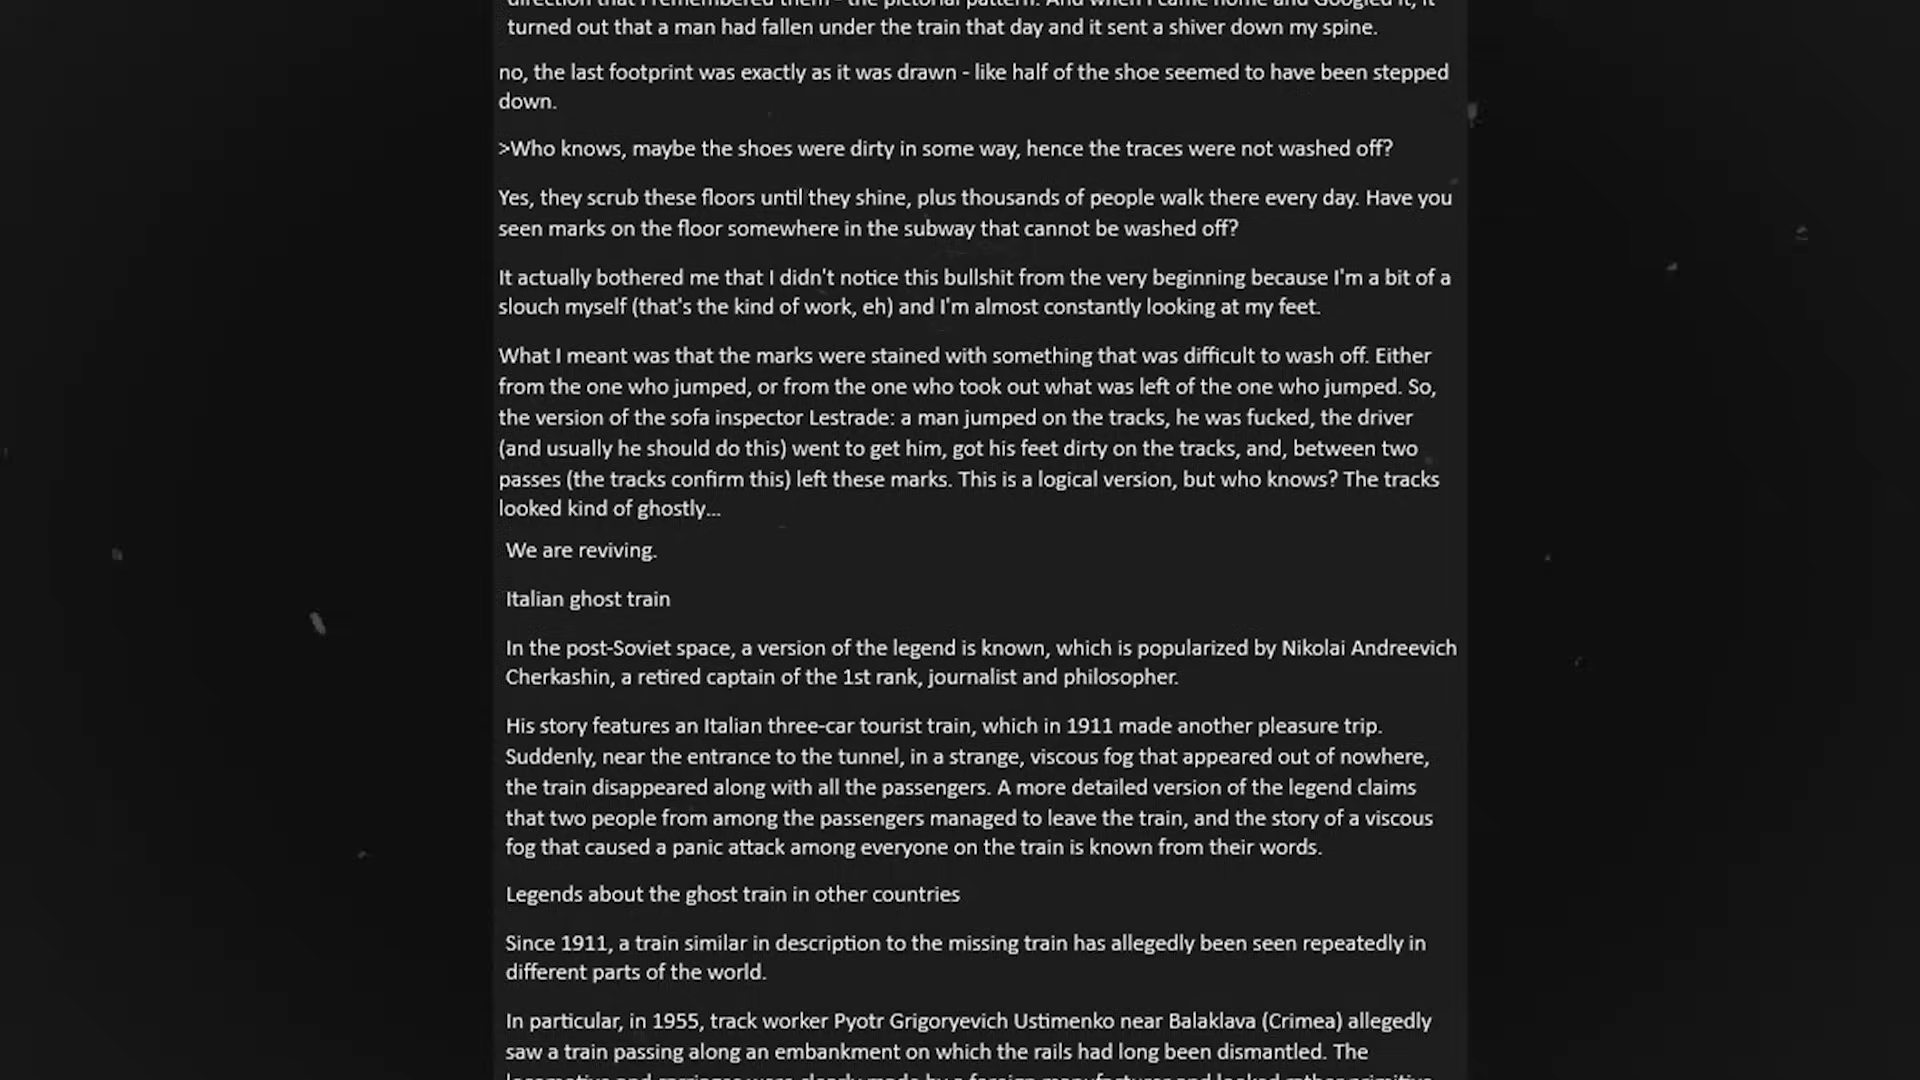 direction that I remembered them - the pictorial pattern. And when I came home and Googled it, it
turned out that a man had fallen under the train that day and it sent a shiver down my spine.
no, the last footprint was exactly as it was drawn - like half of the shoe seemed to have been stepped
down.
>Who knows, maybe the shoes were dirty in some way, hence the traces were not washed off?
Yes, they scrub these floors until they shine, plus thousands of people walk there every day. Have you
seen marks on the floor somewhere in the subway that cannot be washed off?
It actually bothered me that I didn't notice this bullshit from the very beginning because I'm a bit of a
slouch myself (that's the kind of work, eh) and I'm almost constantly looking at my feet.
What I meant was that the marks were stained with something that was difficult to wash off. Either
from the one who jumped, or from the one who took out what was left of the one who jumped. So,
the version of the sofa inspector Lestrade: a man jumped on the tracks, he was fucked, the driver
(and usually he should do this) went to get him, got his feet dirty on the tracks, and, between two
passes (the tracks confirm this) left these marks. This is a logical version, but who knows? The tracks
looked kind of ghostly...
We are reviving.
Italian ghost train
In the post-Soviet space, a version of the legend is known, which is popularized by Nikolai Andreevich
Cherkashin, a retired captain of the 1st rank, journalist and philosopher.
His story features an Italian three-car tourist train, which in 1911 made another pleasure trip.
Suddenly, near the entrance to the tunnel, in a strange, viscous fog that appeared out of nowhere,
the train disappeared along with all the passengers. A more detailed version of the legend claims
that two people from among the passengers managed to leave the train, and the story of a viscous
fog that caused a panic attack among everyone on the train is known from their words.
Legends about the ghost train in other countries
Since 1911, a train similar in description to the missing train has allegedly been seen repeatedly in
different parts of the world.
In particular, in 1955, track worker Pyotr Grigoryevich Ustimenko near Balaklava (Crimea) allegedly
saw a train passing along an embankment on which the rails had long been dismantled. The